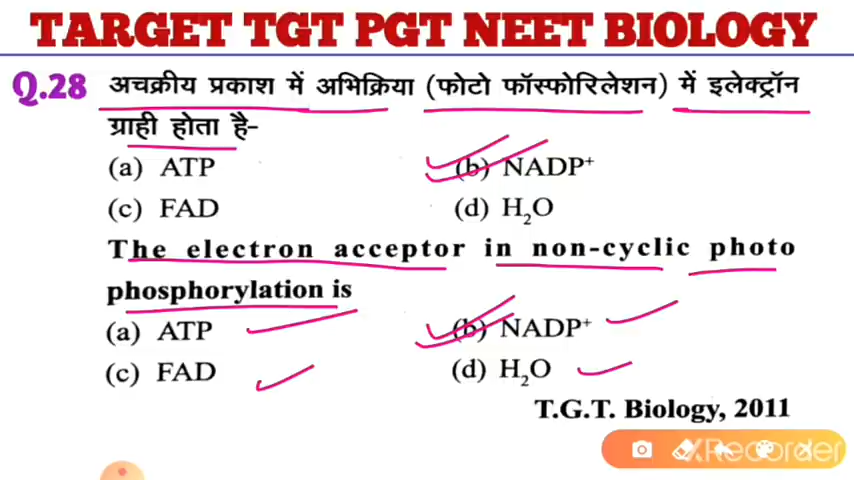 TARGET TGT PGT NEET BIOLOGY
Q.28 अचक्रीय प्रकाश में अभिक्रिया (फोटो फॉस्फोरिलेशन) में इलेक्ट्रॉन
ग्राही होता है-
(a) ATP (b) NADP⁺
(c) FAD (d) H₂O
The electron acceptor in non-cyclic photo
phosphorylation is
(a) ATP (b) NADP⁺
(c) FAD (d) H₂O
T.G.T. Biology, 2011
XRecorder